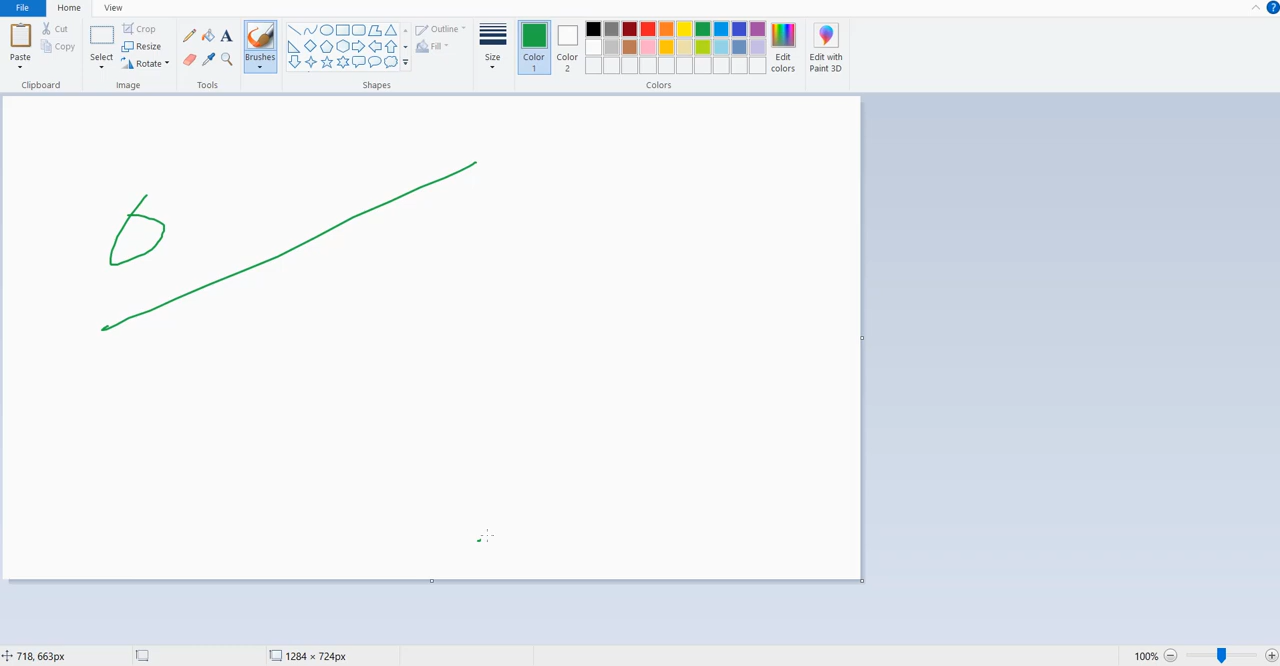 File Home View
Paste Cut Copy Clipboard
Select Crop Resize Rotate Image
Tools
Brushes
Outline Fill Shapes
Size
Color 1 Color 2 Edit colors Edit with Paint 3D Colors
6
718, 663px 1284 × 724px 100%